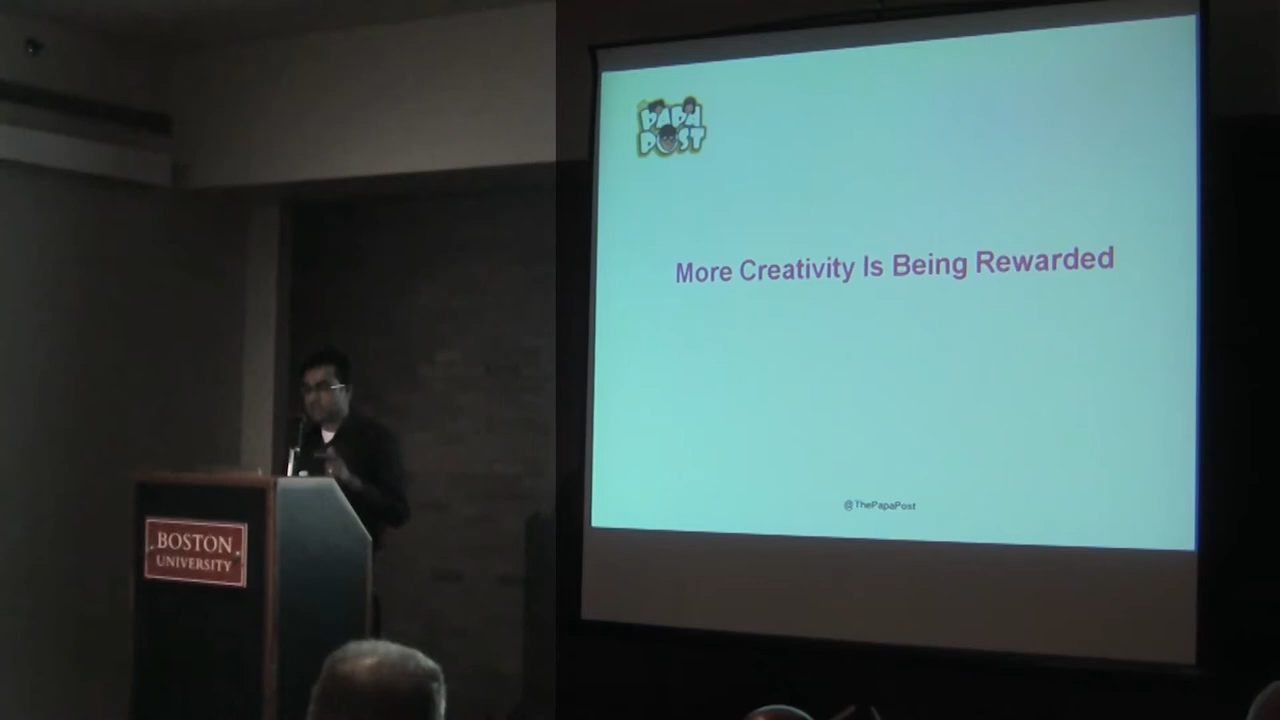 PAPA
POST
More Creativity Is Being Rewarded
@ThePapaPost
BOSTON
UNIVERSITY